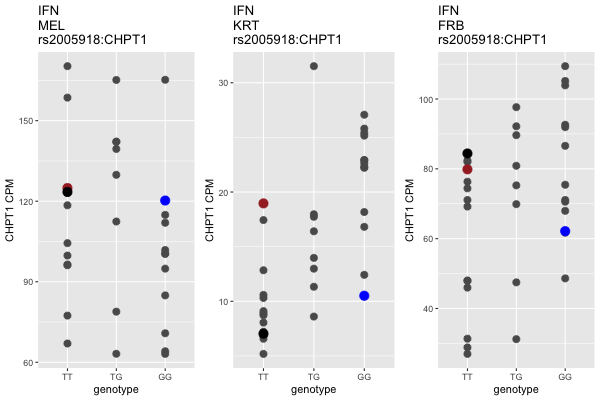 IFN
MEL
rs2005918:CHPT1
CHPT1 CPM
150
120
90
60
TT TG GG
genotype
IFN
KRT
rs2005918:CHPT1
CHPT1 CPM
30
20
10
TT TG GG
genotype
IFN
FRB
rs2005918:CHPT1
CHPT1 CPM
100
80
60
40
TT TG GG
genotype